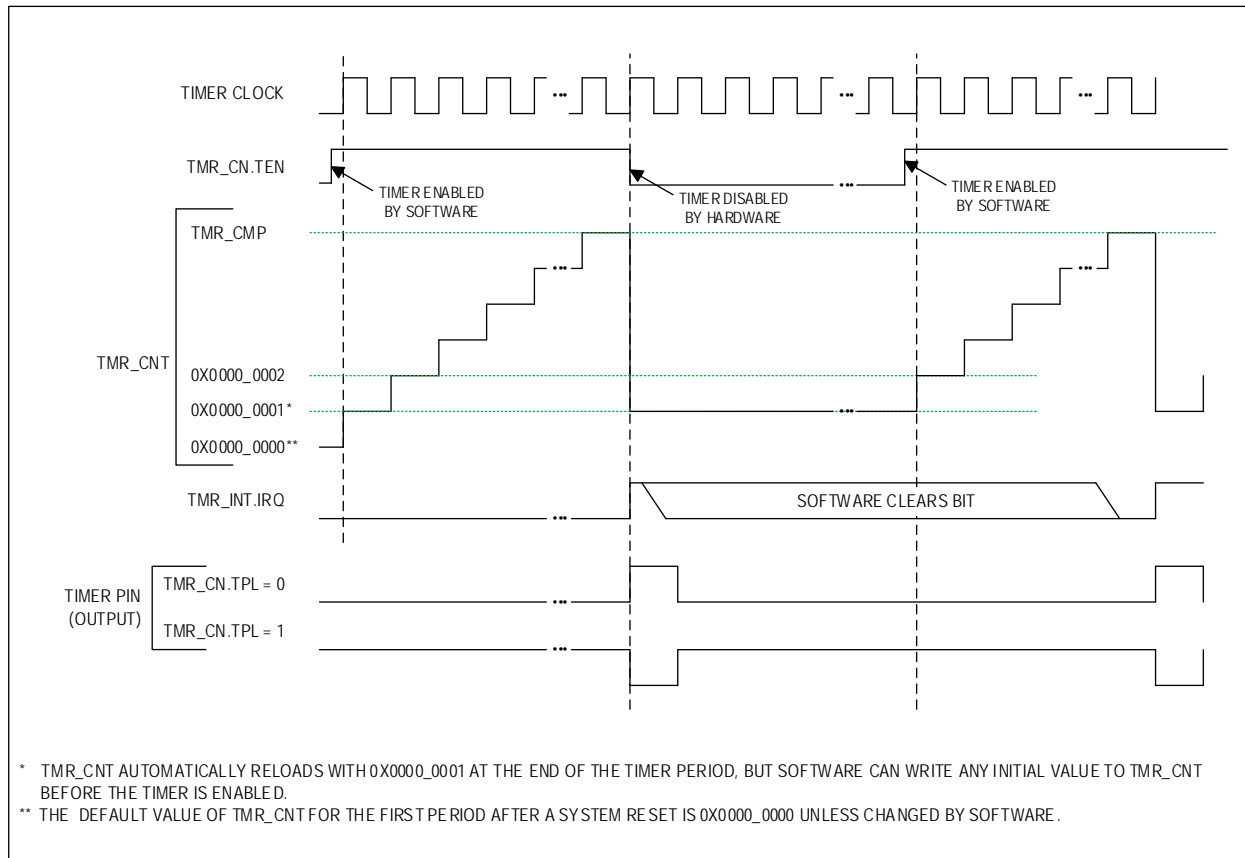 TIMER CLOCK
TMR_CN.TEN
TIMER ENABLED
BY SOFTWARE
TIMER DISABLED
BY HARDWARE
TIMER ENABLED
BY SOFTWARE
TMR_CMP
TMR_CNT
0X0000_0002
0X0000_0001*
0X0000_0000**
TMR_INT.IRQ
SOFTWARE CLEARS BIT
TIMER PIN
(OUTPUT)
TMR_CN.TPL = 0
TMR_CN.TPL = 1
* TMR_CNT AUTOMATICALLY RELOADS WITH 0X0000_0001 AT THE END OF THE TIMER PERIOD, BUT SOFTWARE CAN WRITE ANY INITIAL VALUE TO TMR_CNT
BEFORE THE TIMER IS ENABLED.
** THE DEFAULT VALUE OF TMR_CNT FOR THE FIRST PERIOD AFTER A SYSTEM RESET IS 0X0000_0000 UNLESS CHANGED BY SOFTWARE.